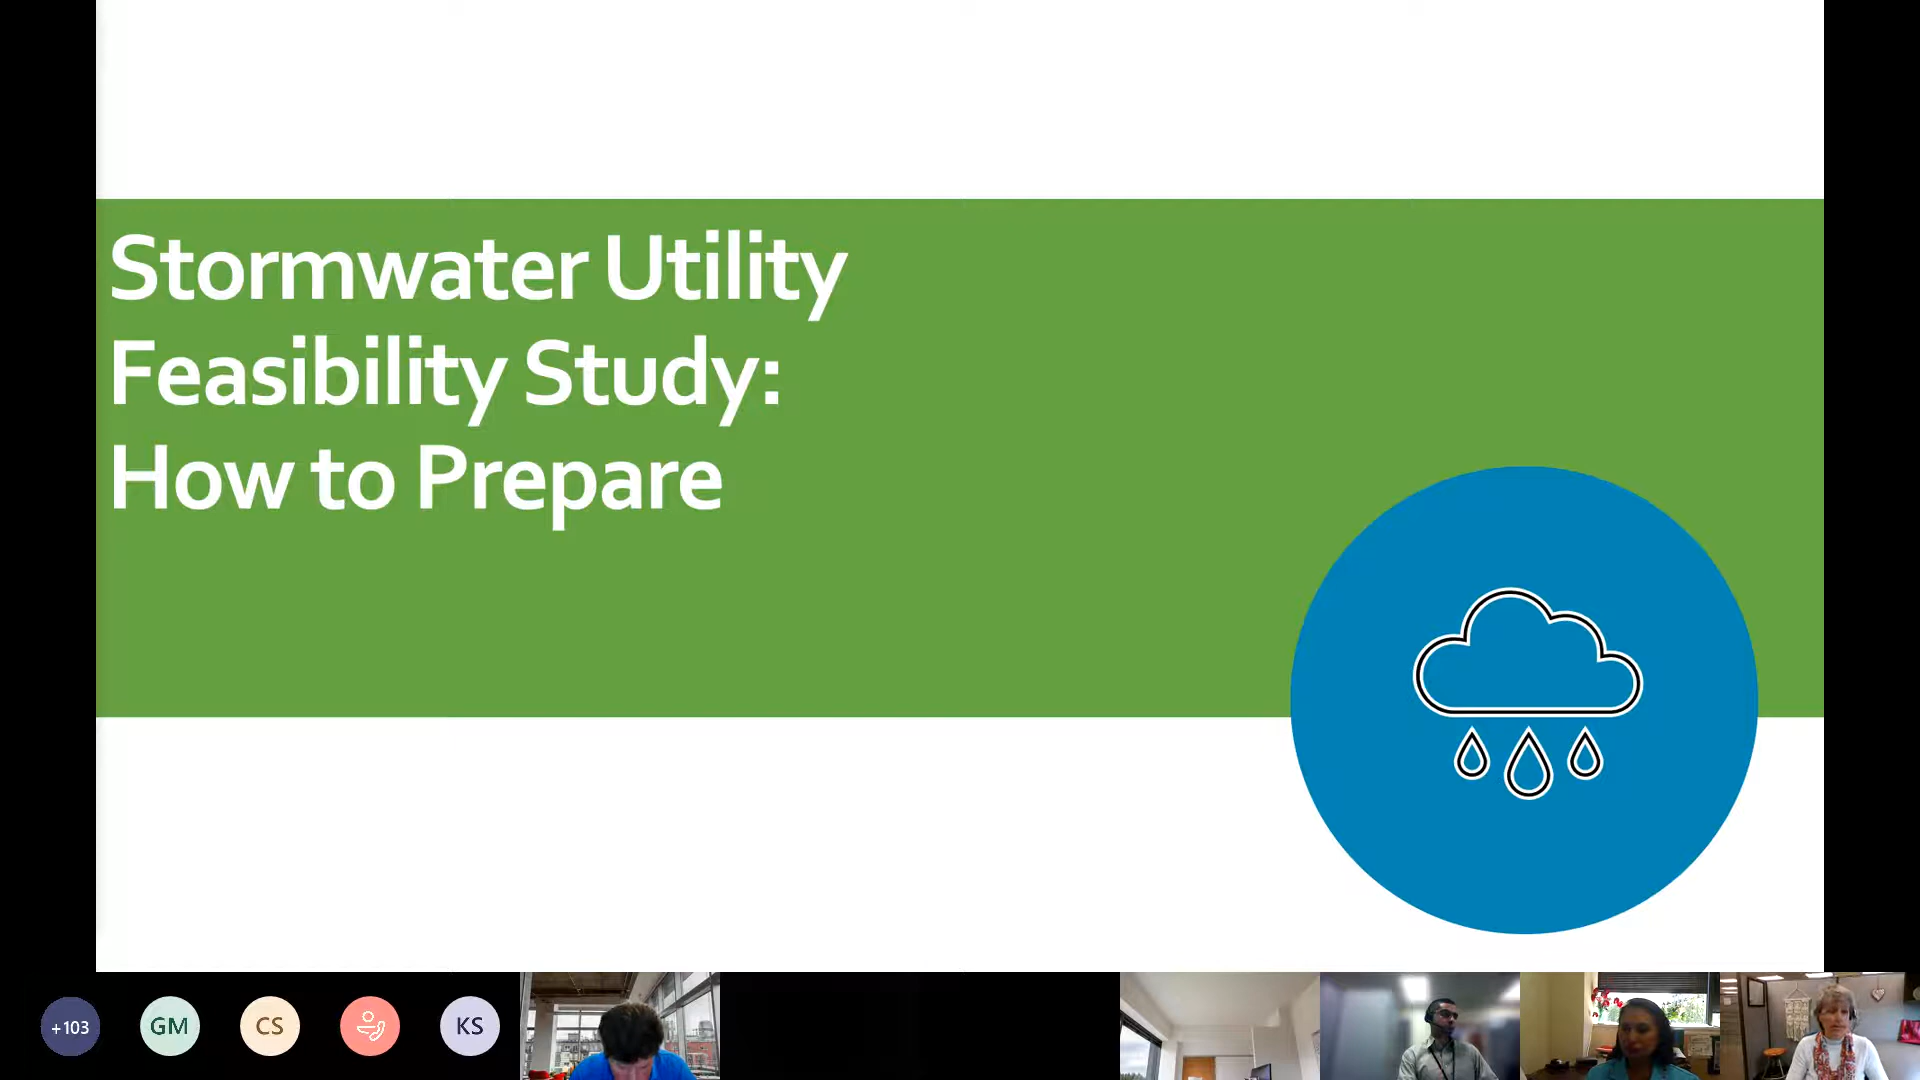 Stormwater Utility
Feasibility Study:
How to Prepare
+103
GM
CS
KS